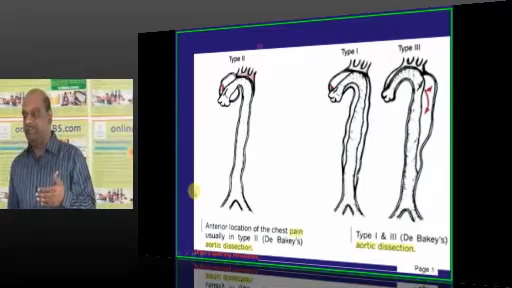 Type II
Type I
Type III
Anterior location of the chest pain
usually in type II (De Bakey's)
aortic dissection.
Type I & III (De Bakey's)
aortic dissection.
Page 1